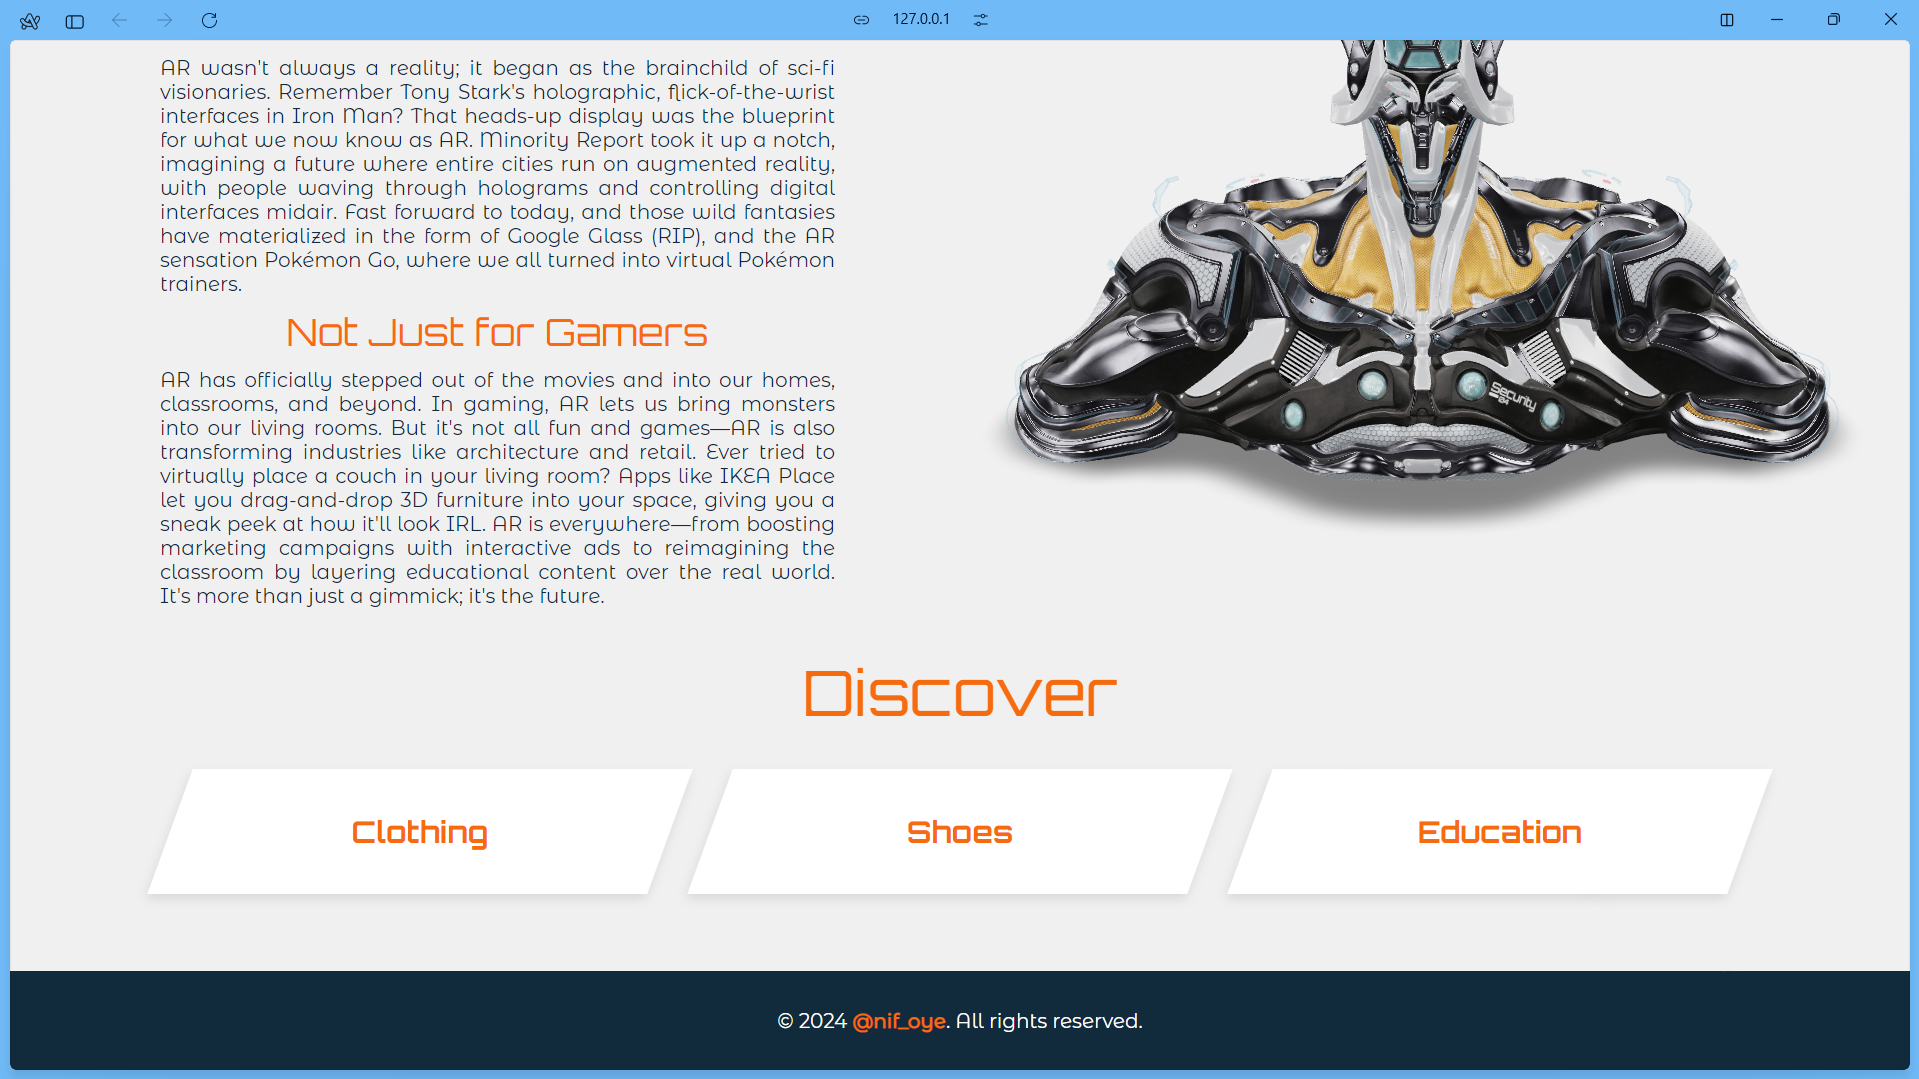 127.0.0.1
AR wasn't always a reality; it began as the brainchild of sci-fi
visionaries. Remember Tony Stark's holographic, flick-of-the-wrist
interfaces in Iron Man? That heads-up display was the blueprint
for what we now know as AR. Minority Report took it up a notch,
imagining a future where entire cities run on augmented reality,
with people waving through holograms and controlling digital
interfaces midair. Fast forward to today, and those wild fantasies
have materialized in the form of Google Glass (RIP), and the AR
sensation Pokémon Go, where we all turned into virtual Pokémon
trainers.
Not Just for Gamers
AR has officially stepped out of the movies and into our homes,
classrooms, and beyond. In gaming, AR lets us bring monsters
into our living rooms. But it's not all fun and games—AR is also
transforming industries like architecture and retail. Ever tried to
virtually place a couch in your living room? Apps like IKEA Place
let you drag-and-drop 3D furniture into your space, giving you a
sneak peek at how it'll look IRL. AR is everywhere—from boosting
marketing campaigns with interactive ads to reimagining the
classroom by layering educational content over the real world.
It's more than just a gimmick; it's the future.
Security
04
Discover
Clothing
Shoes
Education
© 2024 @nif_oye. All rights reserved.